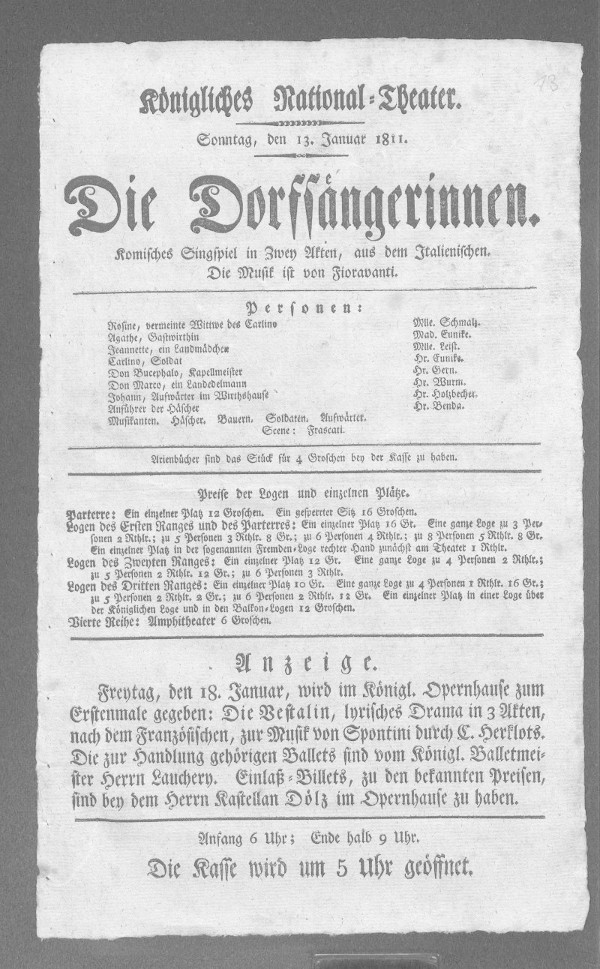 13
Königliches National-Theater.
Sonntag, den 13. Januar 1811.
Die Dorfsängerinnen.
Komisches Singspiel in Zwey Akten, aus dem Italienischen.
Die Musik ist von Fioravanti.
Personen:
Rosine, vermeinte Wittwe des Carlino Mlle. Schmalz.
Agathe, Gastwirthin Mad. Eunike.
Jeannette, ein Landmädchen Mlle. Leist.
Carlino, Soldat Hr. Eunike.
Don Bucephalo, Kapellmeister Hr. Gern.
Don Marco, ein Landedelmann Hr. Wurm.
Johann, Aufwärter im Wirthshause Hr. Holzbecher.
Anführer der Häscher Hr. Benda.
Musikanten. Häscher. Bauern. Soldaten. Aufwärter.
Scene: Frascati.
Arienbücher sind das Stück für 4 Groschen bey der Kasse zu haben.
Preise der Logen und einzelnen Plätze.
Parterre: Ein einzelner Platz 12 Groschen. Ein gesperrter Sitz 16 Groschen.
Logen des Ersten Ranges und des Parterres: Ein einzelner Platz 16 Gr. Eine ganze Loge zu 3 Per-
sonen 2 Rthlr.; zu 5 Personen 3 Rthlr. 8 Gr.; zu 6 Personen 4 Rthlr.; zu 8 Personen 5 Rthlr. 8 Gr.
Ein einzelner Platz in der sogenannten Fremden-Loge rechter Hand zunächst am Theater 1 Rthlr.
Logen des Zweyten Ranges: Ein einzelner Platz 12 Gr. Eine ganze Loge zu 4 Personen 2 Rthlr.;
zu 5 Personen 2 Rthlr. 12 Gr.; zu 6 Personen 3 Rthlr.
Logen des Dritten Ranges: Ein einzelner Platz 10 Gr. Eine ganze Loge zu 4 Personen 1 Rthlr. 16 Gr.;
zu 5 Personen 2 Rthlr. 2 Gr.; zu 6 Personen 2 Rthlr. 12 Gr. Ein einzelner Platz in einer Loge über
der Königlichen Loge und in den Balkon-Logen 12 Groschen.
Vierte Reihe: Amphitheater 6 Groschen.
Anzeige.
Freytag, den 18. Januar, wird im Königl. Opernhause zum
Erstenmale gegeben: Die Vestalin, lyrisches Drama in 3 Akten,
nach dem Französischen, zur Musik von Spontini durch C. Herklots.
Die zur Handlung gehörigen Ballets sind vom Königl. Balletmei-
ster Herrn Lauchery. Einlaß-Billets, zu den bekannten Preisen,
sind bey dem Herrn Kastellan Dölz im Opernhause zu haben.
Anfang 6 Uhr; Ende halb 9 Uhr.
Die Kasse wird um 5 Uhr geöffnet.